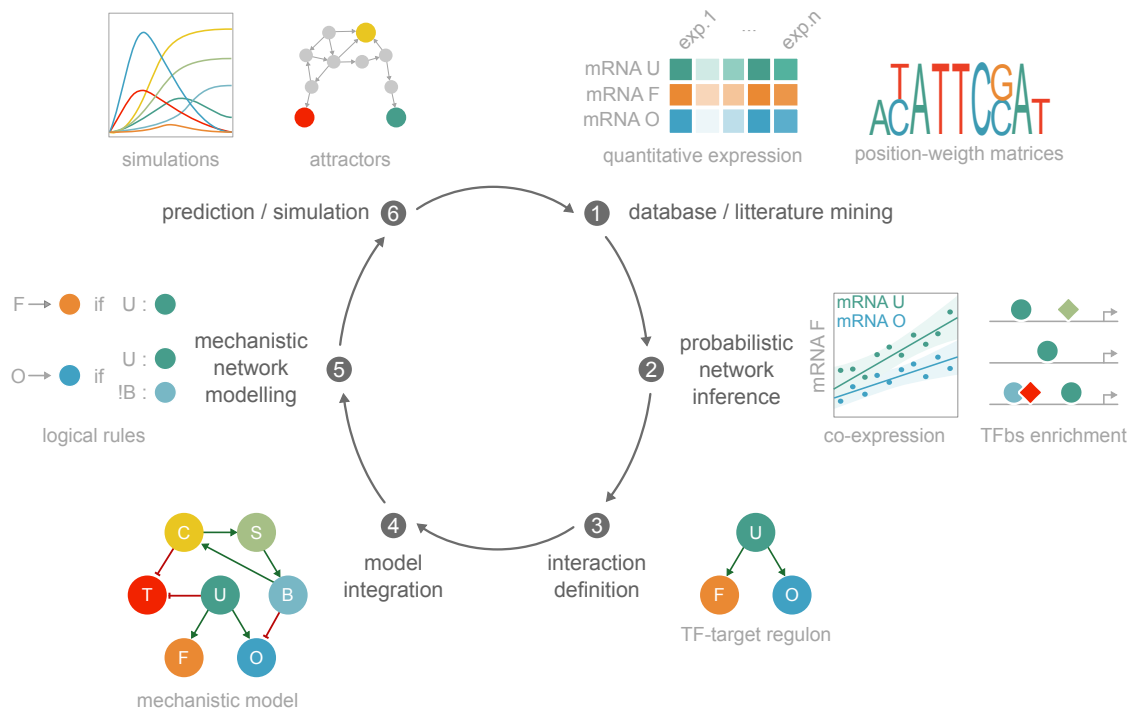 exp.1 ... exp.n
mRNA U
mRNA F
mRNA O
quantitative expression
ACTATTCCGAT
position-weigth matrices
simulations
attractors
prediction / simulation
6
1
database / litterature mining
F if U :
O if U :
!B :
logical rules
mechanistic
network
modelling
5
2
probabilistic
network
inference
mRNA U
mRNA O
mRNA F
co-expression
TFbs enrichment
4
model
integration
3
interaction
definition
C S
T U B
F O
mechanistic model
U
F O
TF-target regulon